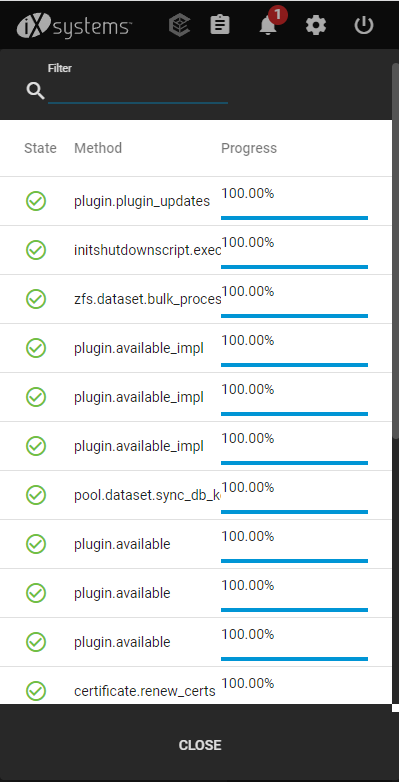 iXsystems™
1
Filter
State Method Progress
plugin.plugin_updates 100.00%
initshutdownscript.exec 100.00%
zfs.dataset.bulk_proces 100.00%
plugin.available_impl 100.00%
plugin.available_impl 100.00%
plugin.available_impl 100.00%
pool.dataset.sync_db_k 100.00%
plugin.available 100.00%
plugin.available 100.00%
plugin.available 100.00%
certificate.renew_certs 100.00%
CLOSE